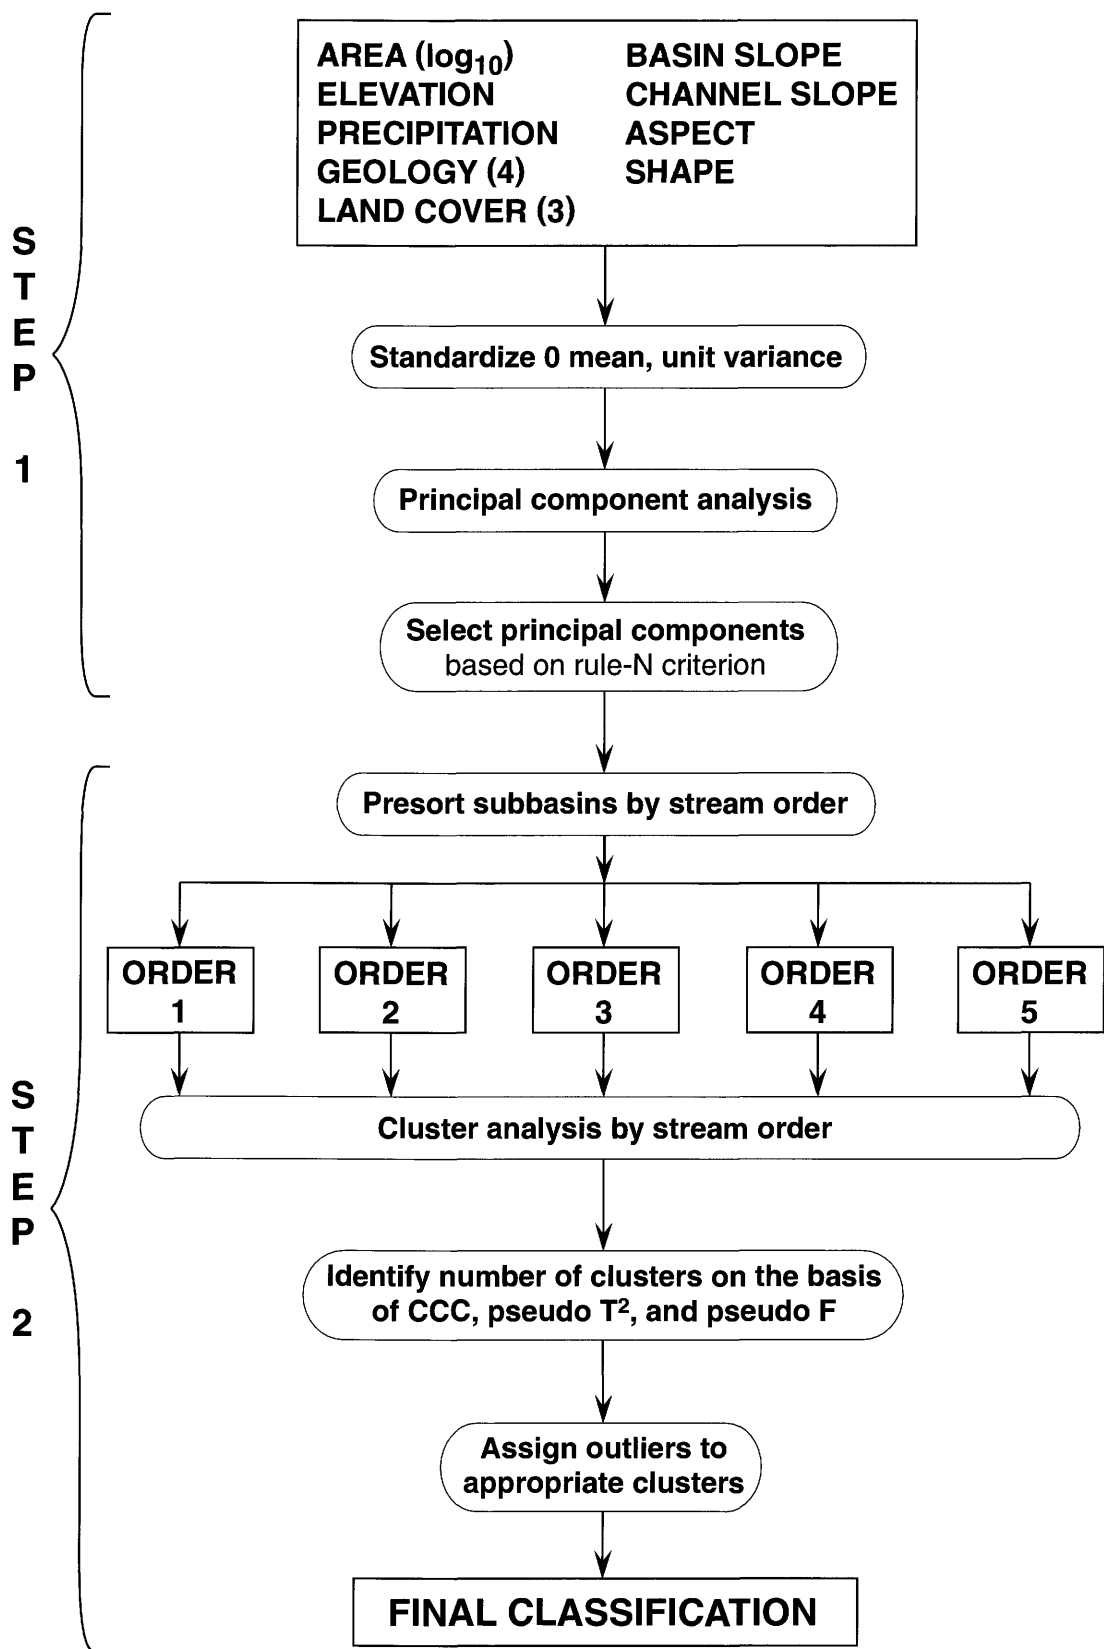 STEP 1
AREA (log10)
ELEVATION
PRECIPITATION
GEOLOGY (4)
LAND COVER (3)
BASIN SLOPE
CHANNEL SLOPE
ASPECT
SHAPE
Standardize 0 mean, unit variance
Principal component analysis
Select principal components
based on rule-N criterion
STEP 2
Presort subbasins by stream order
ORDER
1
ORDER
2
ORDER
3
ORDER
4
ORDER
5
Cluster analysis by stream order
Identify number of clusters on the basis
of CCC, pseudo T², and pseudo F
Assign outliers to
appropriate clusters
FINAL CLASSIFICATION